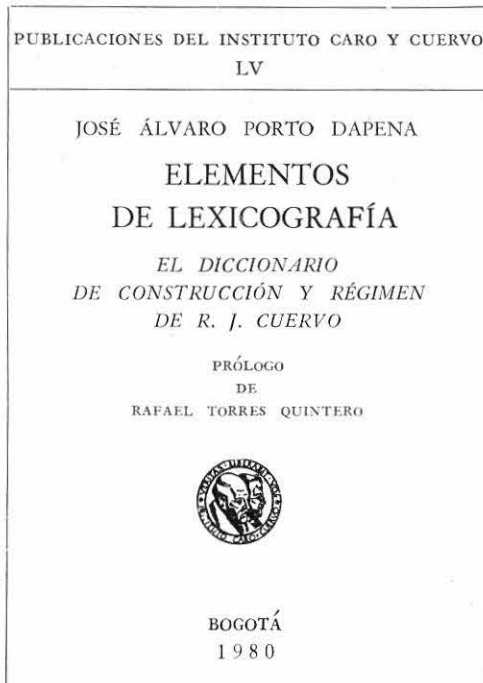 PUBLICACIONES DEL INSTITUTO CARO Y CUERVO
LV
JOSÉ ÁLVARO PORTO DAPENA
ELEMENTOS
DE LEXICOGRAFÍA
EL DICCIONARIO
DE CONSTRUCCIÓN Y RÉGIMEN
DE R. J. CUERVO
PRÓLOGO
DE
RAFAEL TORRES QUINTERO
BOGOTÁ
1980